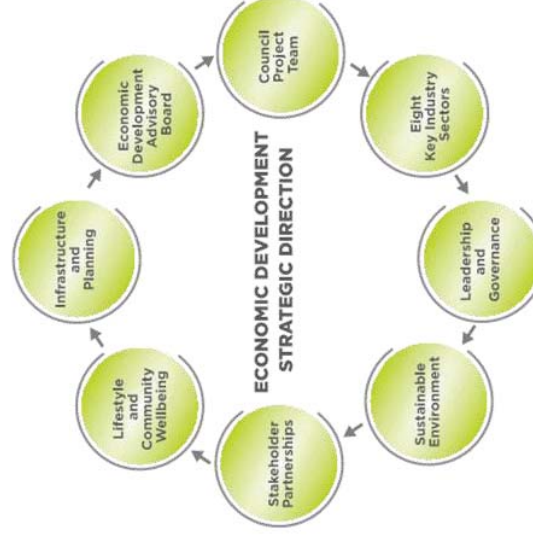 ECONOMIC DEVELOPMENT
STRATEGIC DIRECTION
Council
Project
Team
Eight
Key Industry
Sectors
Leadership
and
Governance
Sustainable
Environment
Stakeholder
Partnerships
Lifestyle
and
Community
Wellbeing
Infrastructure
and
Planning
Economic
Development
Advisory
Board